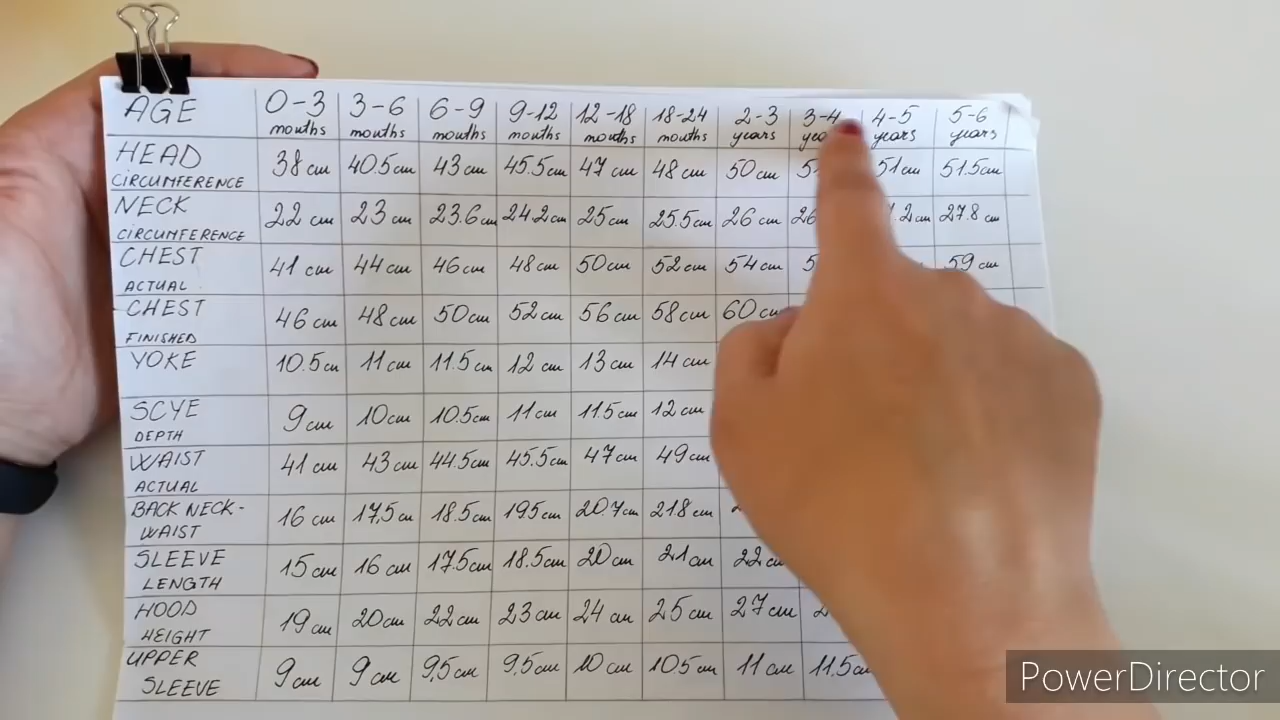 AGE 0-3 months 3-6 months 6-9 months 9-12 months 12-18 months 18-24 months 2-3 years 3-4 4-5 years 5-6 years
HEAD CIRCUMFERENCE 38 cm 40.5 cm 43 cm 45.5 cm 47 cm 48 cm 50 cm 51 cm 51.5 cm
NECK CIRCUMFERENCE 22 cm 23 cm 23.6 cm 24.2 cm 25 cm 25.5 cm 26 cm 27.8 cm
CHEST ACTUAL 41 cm 44 cm 46 cm 48 cm 50 cm 52 cm 54 cm 59 cm
CHEST FINISHED 46 cm 48 cm 50 cm 52 cm 56 cm 58 cm 60 cm
YOKE 10.5 cm 11 cm 11.5 cm 12 cm 13 cm 14 cm
SCYE DEPTH 9 cm 10 cm 10.5 cm 11 cm 11.5 cm 12 cm
WAIST ACTUAL 41 cm 43 cm 44.5 cm 45.5 cm 47 cm 49 cm
BACK NECK-WAIST 16 cm 17,5 cm 18.5 cm 19.5 cm 20.7 cm 21.8 cm
SLEEVE LENGTH 15 cm 16 cm 17.5 cm 18.5 cm 20 cm 21 cm 22 cm
HOOD HEIGHT 19 cm 20 cm 22 cm 23 cm 24 cm 25 cm 27 cm
UPPER SLEEVE 9 cm 9 cm 9,5 cm 9,5 cm 10 cm 10.5 cm 11 cm 11.5 cm
PowerDirector